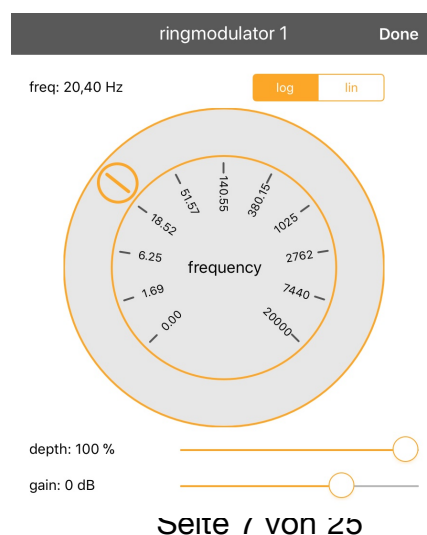 ringmodulator 1 Done
freq: 20,40 Hz log lin
0.00
1.69
6.25
18.52
51.57
140.55
380.15
1025
2762
7440
20000
frequency
depth: 100 %
gain: 0 dB
Seite 7 von 25